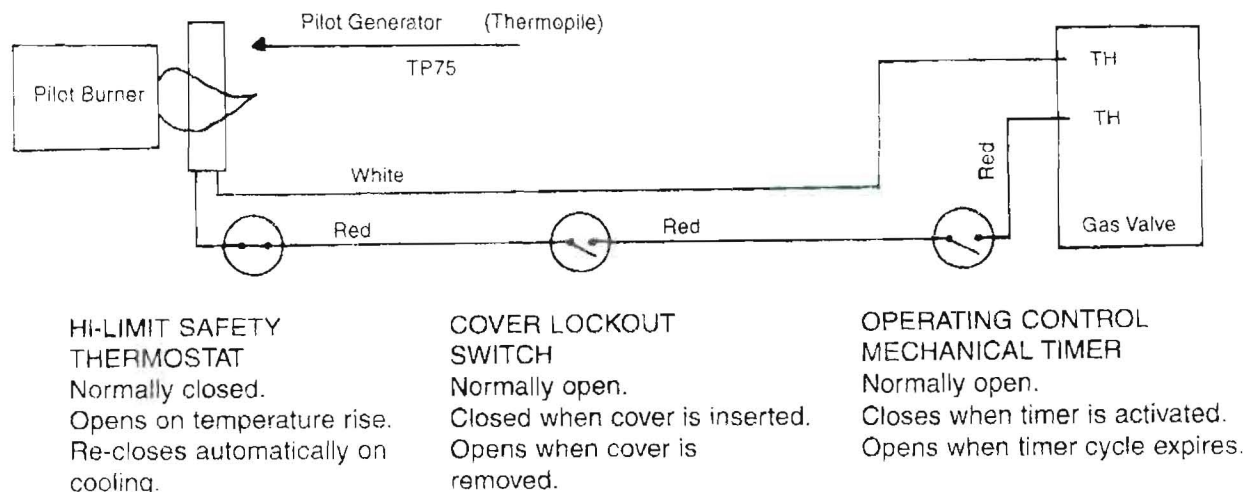 Pilot Generator (Thermopile)
TP75
Pilot Burner
TH
TH
White
Red
Red
Red
Gas Valve
HI-LIMIT SAFETY
THERMOSTAT
Normally closed.
Opens on temperature rise.
Re-closes automatically on
cooling.
COVER LOCKOUT
SWITCH
Normally open.
Closed when cover is inserted.
Opens when cover is
removed.
OPERATING CONTROL
MECHANICAL TIMER
Normally open.
Closes when timer is activated.
Opens when timer cycle expires.